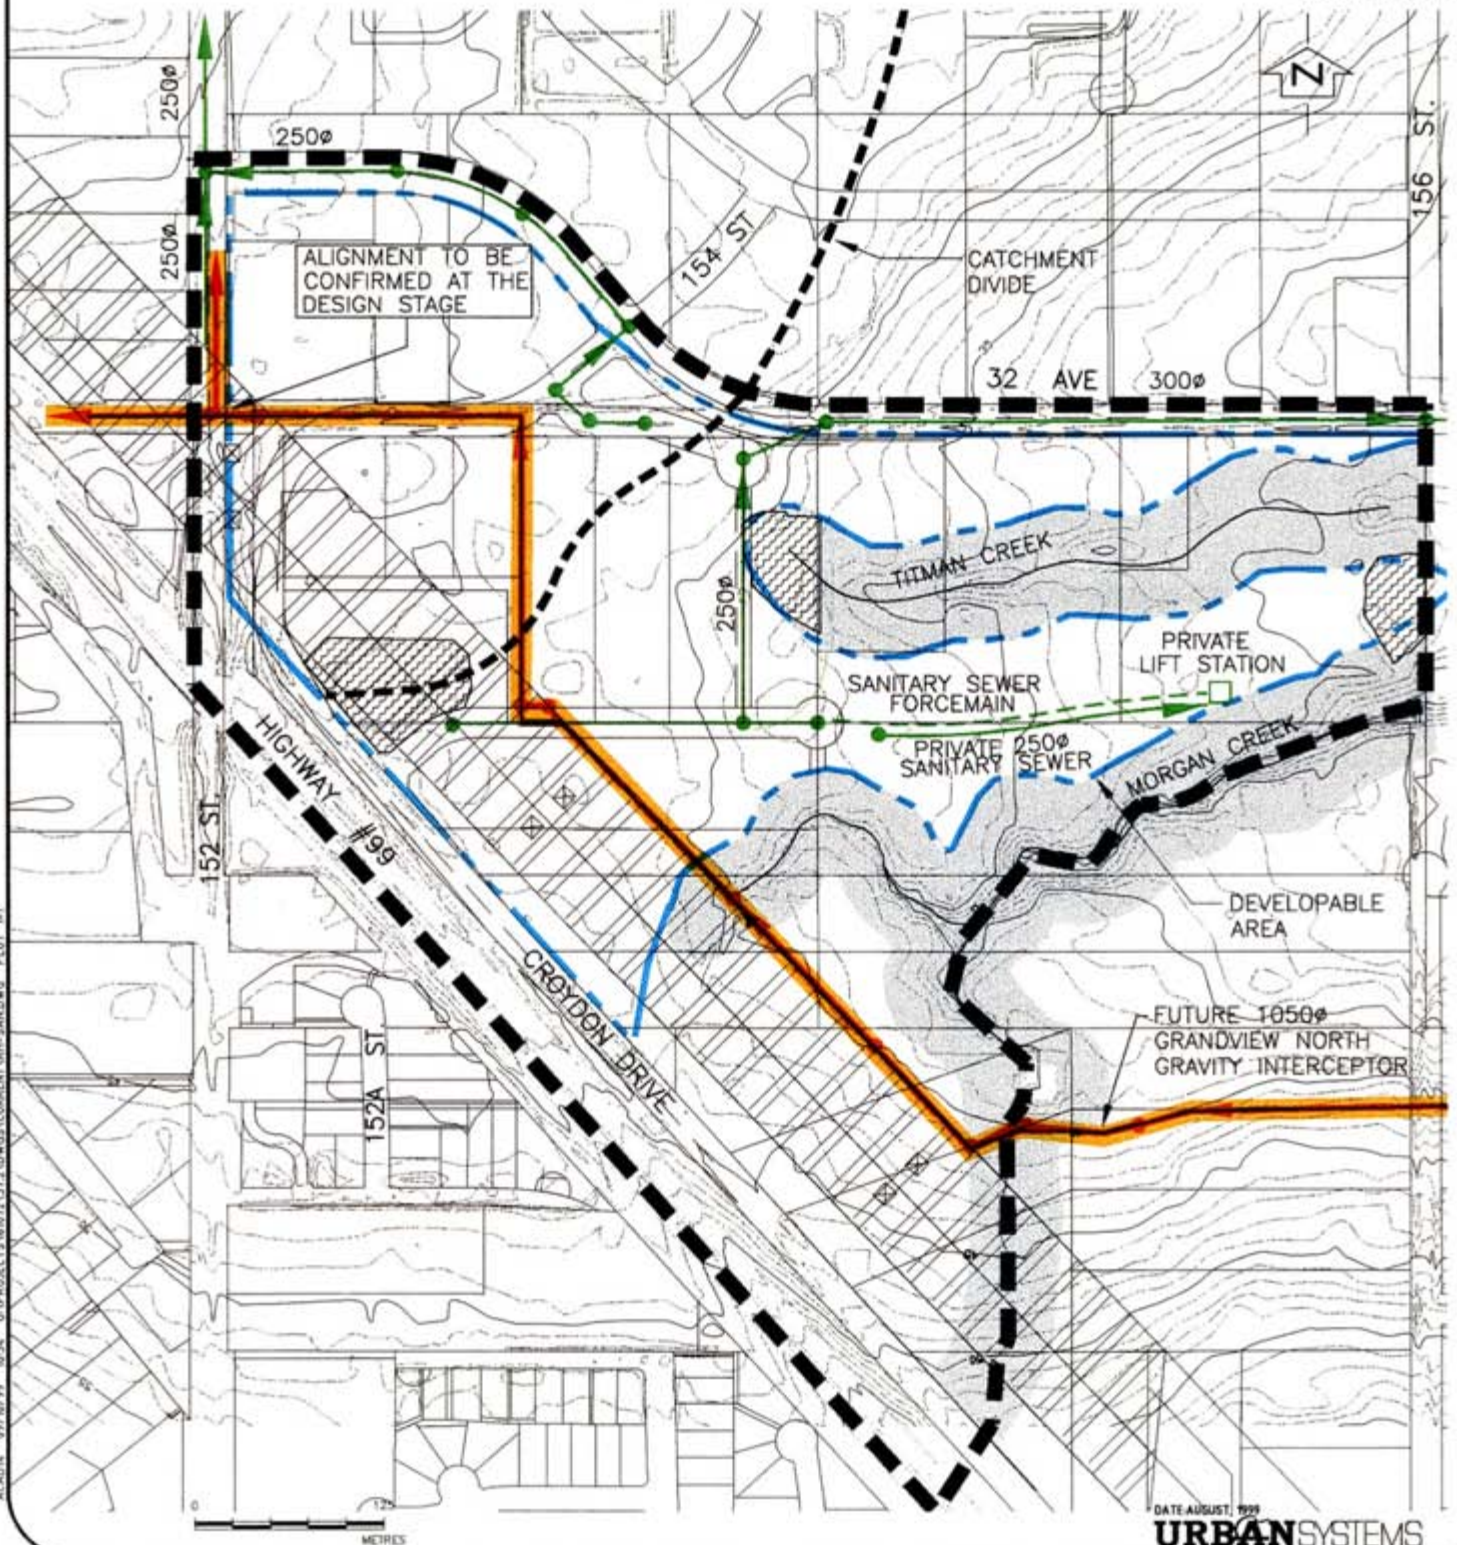 250ø
250ø
156 ST.
N
250ø
154 ST
ALIGNMENT TO BE
CONFIRMED AT THE
DESIGN STAGE
CATCHMENT
DIVIDE
32 AVE 300ø
TITMAN CREEK
250ø
PRIVATE
LIFT STATION
SANITARY SEWER
FORCEMAIN
PRIVATE 250ø
SANITARY SEWER
MORGAN CREEK
HIGHWAY #99
152 ST.
DEVELOPABLE
AREA
CROYDON DRIVE
FUTURE 1050ø
GRANDVIEW NORTH
GRAVITY INTERCEPTOR
152A ST.
0 125
METRES
DATE:AUGUST, 1999
URBANSYSTEMS